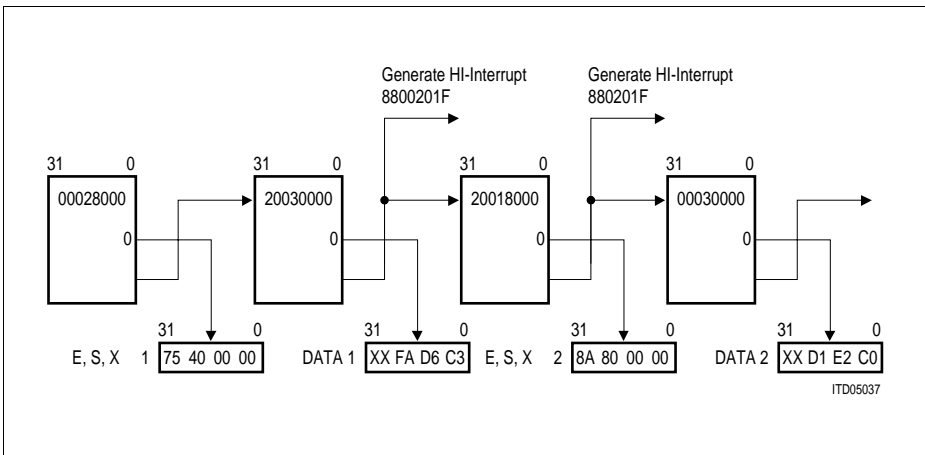 Generate HI-Interrupt Generate HI-Interrupt
8800201F 880201F
31 0 31 0 31 0 31 0
00028000 20030000 20018000 00030000
0 0 0 0
31 0 31 0 31 0 31 0
E, S, X 1 75 40 00 00 DATA 1 XX FA D6 C3 E, S, X 2 8A 80 00 00 DATA 2 XX D1 E2 C0
ITD05037